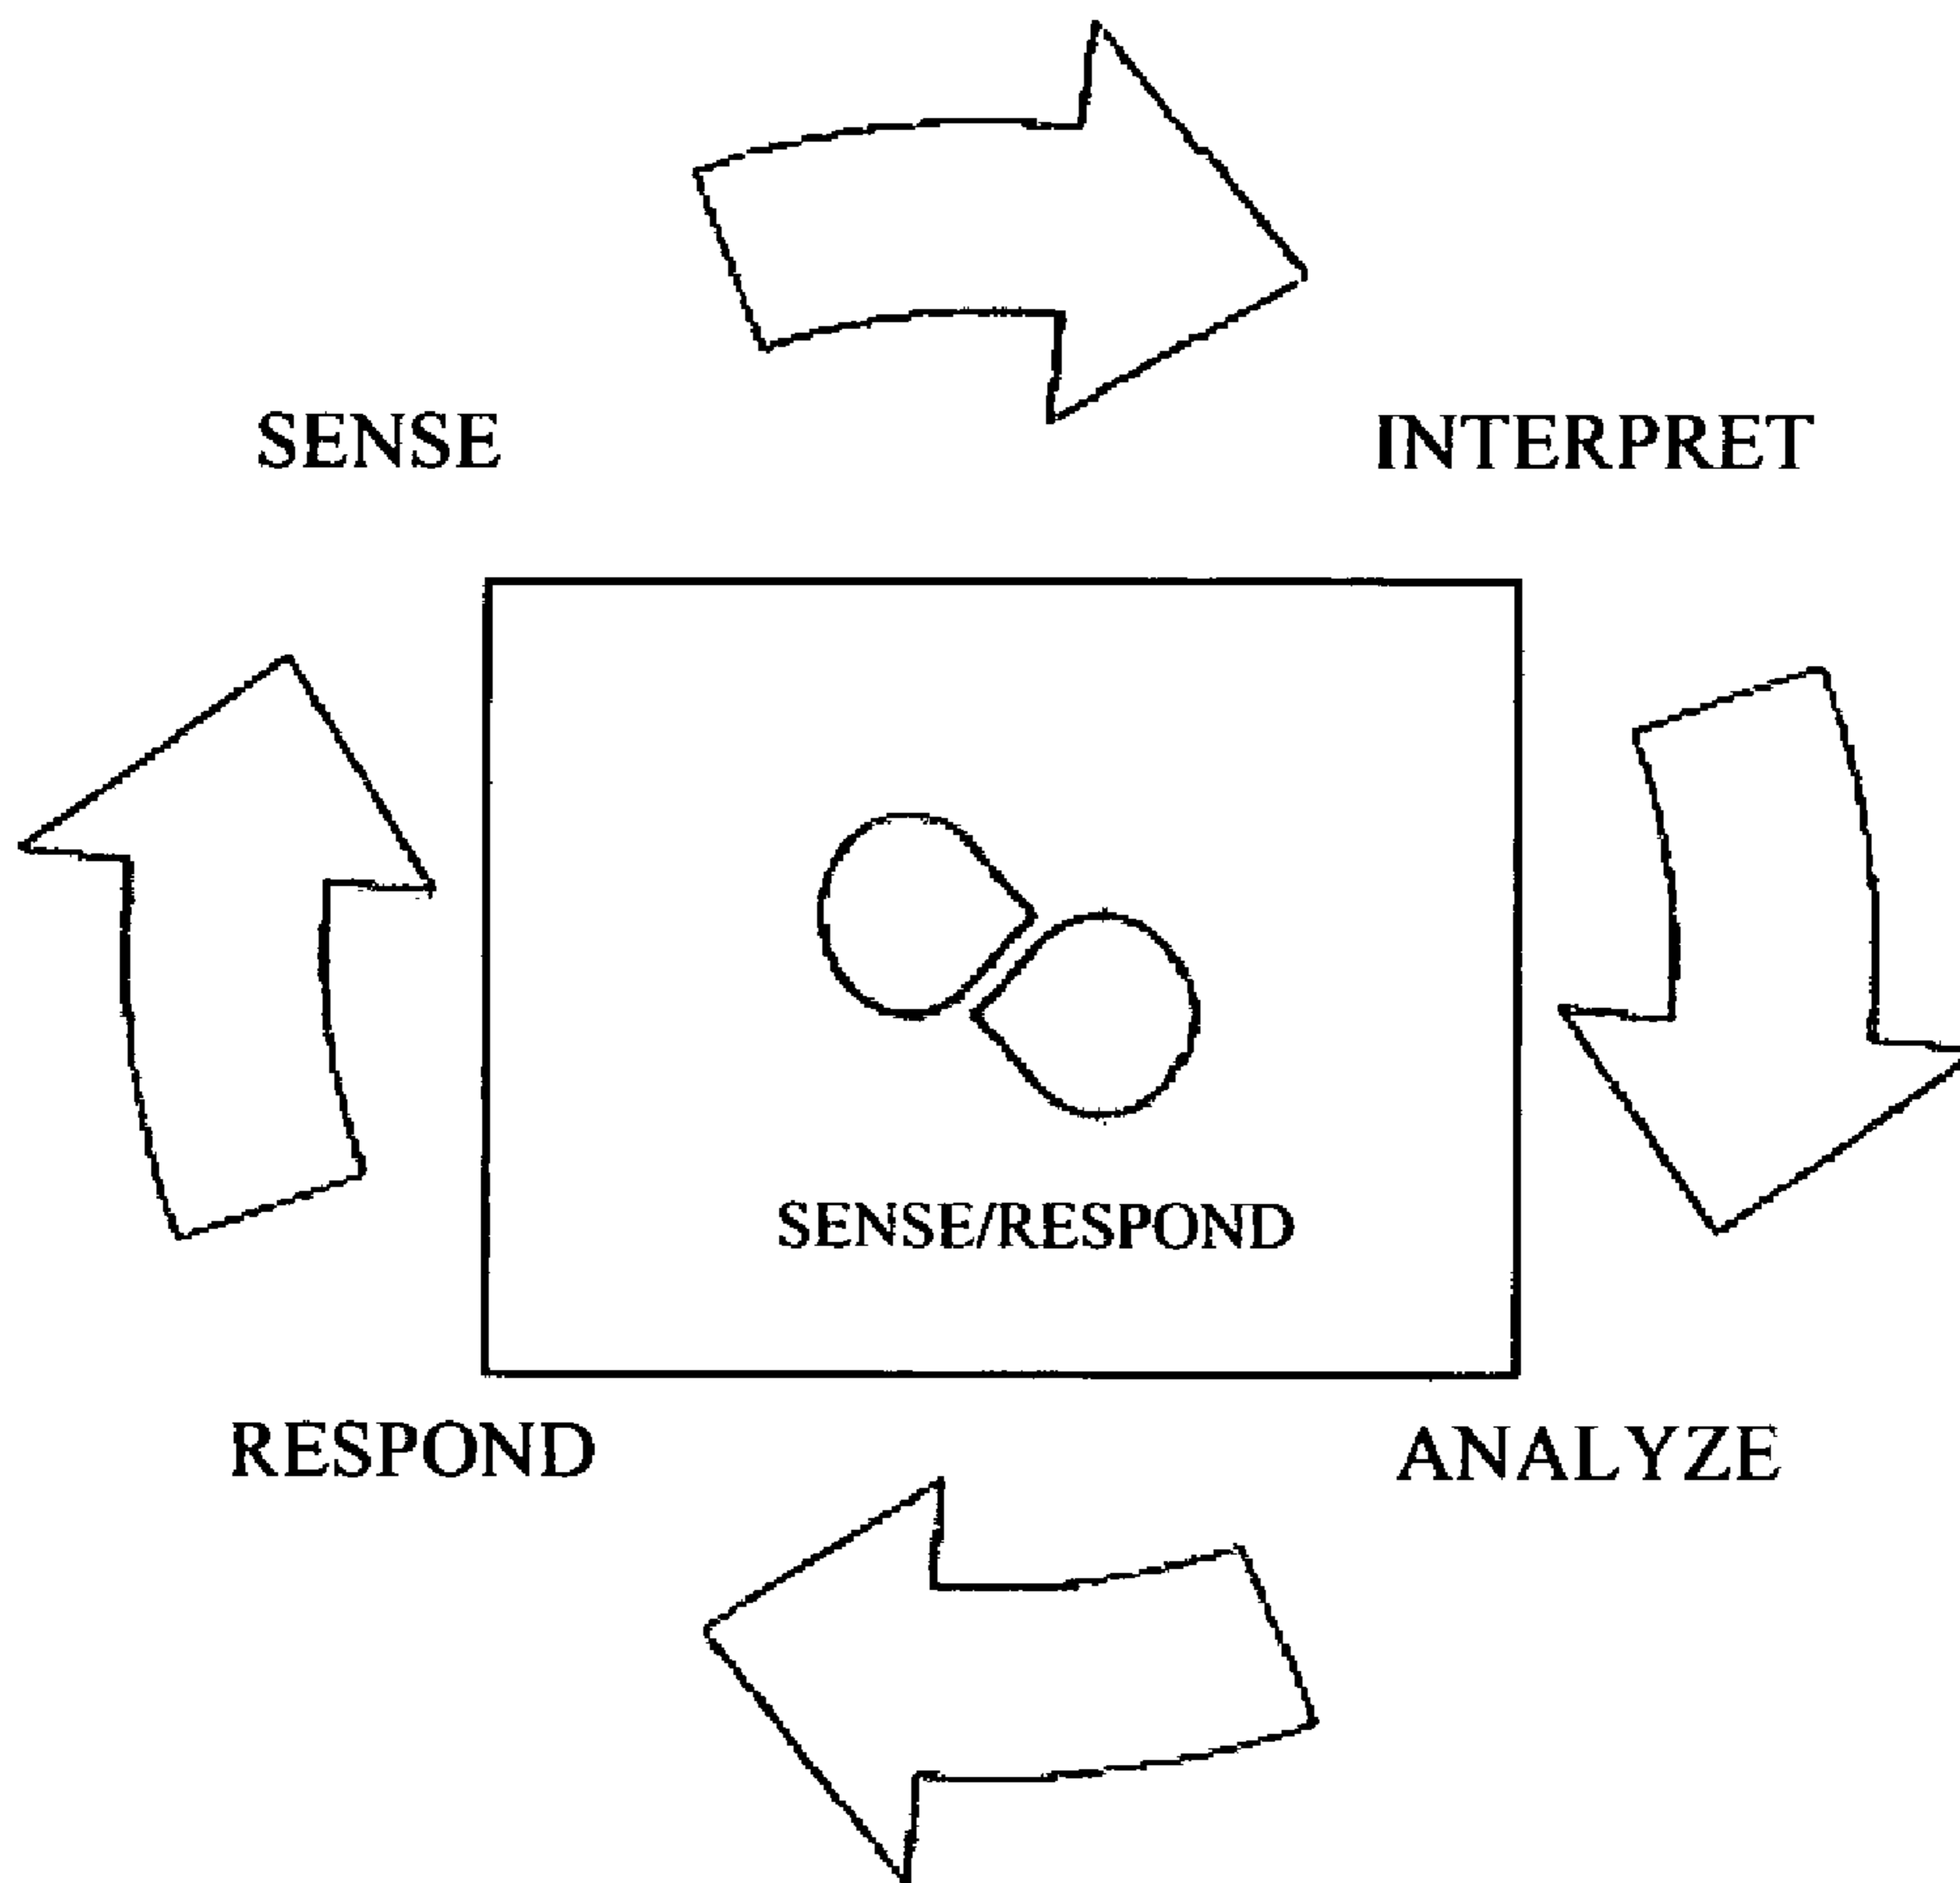 SENSE
INTERPRET
SENSE/RESPOND
RESPOND
ANALYZE